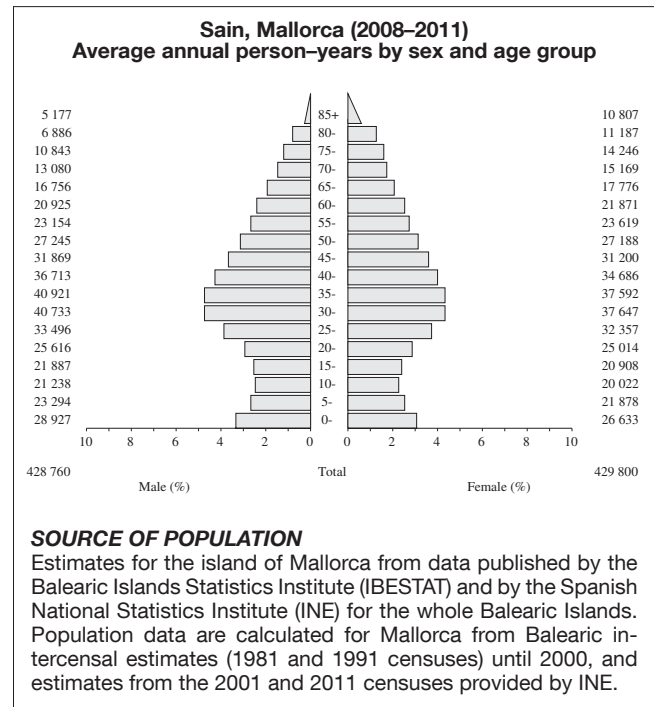 Sain, Mallorca (2008–2011)
Average annual person–years by sex and age group
5 177 85+ 10 807
6 886 80- 11 187
10 843 75- 14 246
13 080 70- 15 169
16 756 65- 17 776
20 925 60- 21 871
23 154 55- 23 619
27 245 50- 27 188
31 869 45- 31 200
36 713 40- 34 686
40 921 35- 37 592
40 733 30- 37 647
33 496 25- 32 357
25 616 20- 25 014
21 887 15- 20 908
21 238 10- 20 022
23 294 5- 21 878
28 927 0- 26 633
10 8 6 4 2 0 0 2 4 6 8 10
428 760 Total 429 800
Male (%) Female (%)
SOURCE OF POPULATION
Estimates for the island of Mallorca from data published by the
Balearic Islands Statistics Institute (IBESTAT) and by the Spanish
National Statistics Institute (INE) for the whole Balearic Islands.
Population data are calculated for Mallorca from Balearic in-
tercensal estimates (1981 and 1991 censuses) until 2000, and
estimates from the 2001 and 2011 censuses provided by INE.